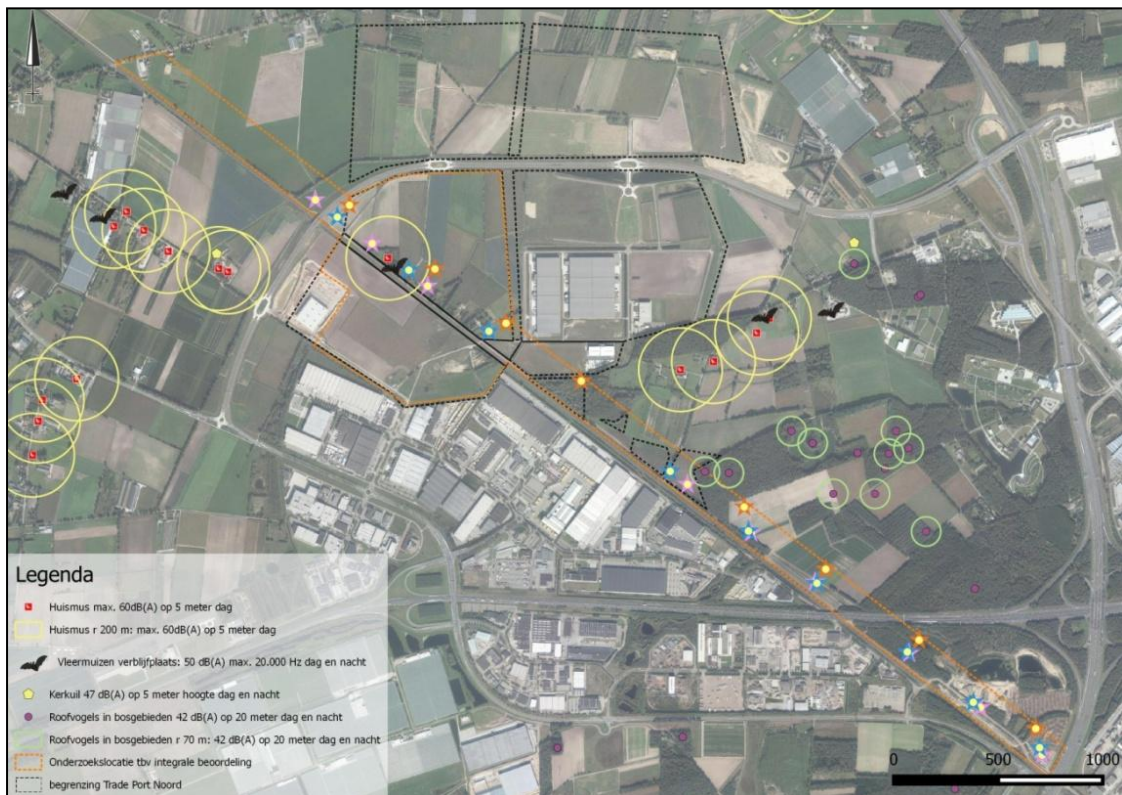 Legenda
Huismus max. 60dB(A) op 5 meter dag
Huismus r 200 m: max. 60dB(A) op 5 meter dag
Vleermuizen verblijfplaats: 50 dB(A) max. 20.000 Hz dag en nacht
Kerkuil 47 dB(A) op 5 meter hoogte dag en nacht
Roofvogels in bosgebieden 42 dB(A) op 20 meter dag en nacht
Roofvogels in bosgebieden r 70 m: 42 dB(A) op 20 meter dag en nacht
Onderzoekslocatie tbv integrale beoordeling
begrenzing Trade Port Noord
0 500 1000